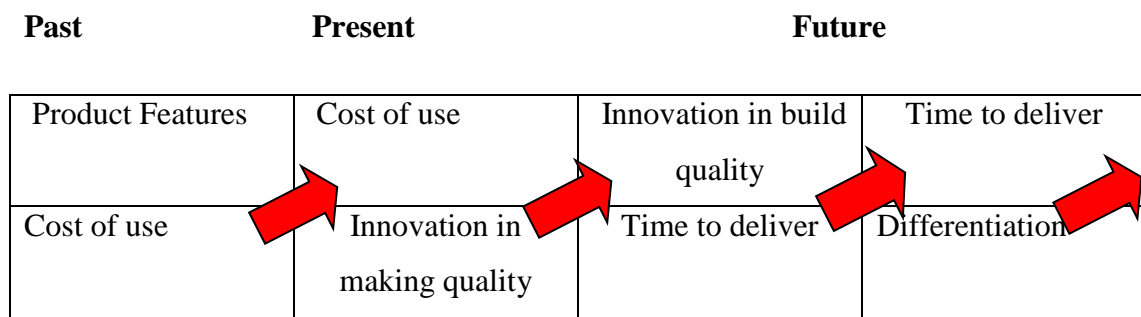 Past Present Future
Product Features Cost of use Innovation in build Time to deliver
quality
Cost of use Innovation in Time to deliver Differentiation
making quality